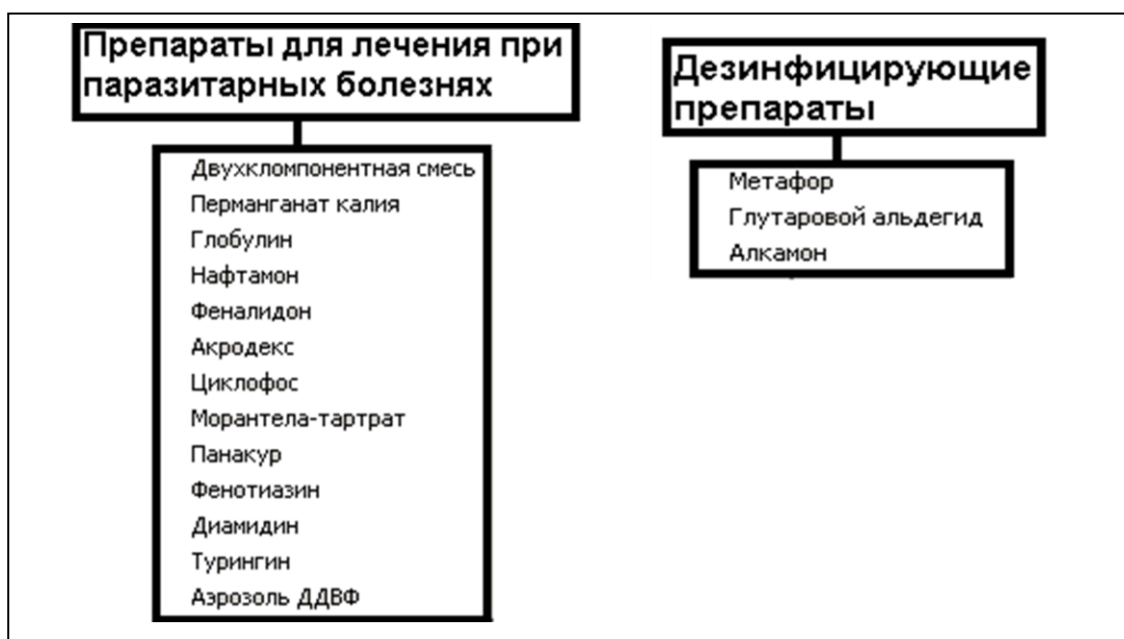 Препараты для лечения при
паразитарных болезнях
Двухкломпонентная смесь
Перманганат калия
Глобулин
Нафтамон
Феналидон
Акродекс
Циклофос
Морантела-тартрат
Панакур
Фенотиазин
Диамидин
Турингин
Аэрозоль ДДВФ
Дезинфицирующие
препараты
Метафор
Глутаровой альдегид
Алкамон